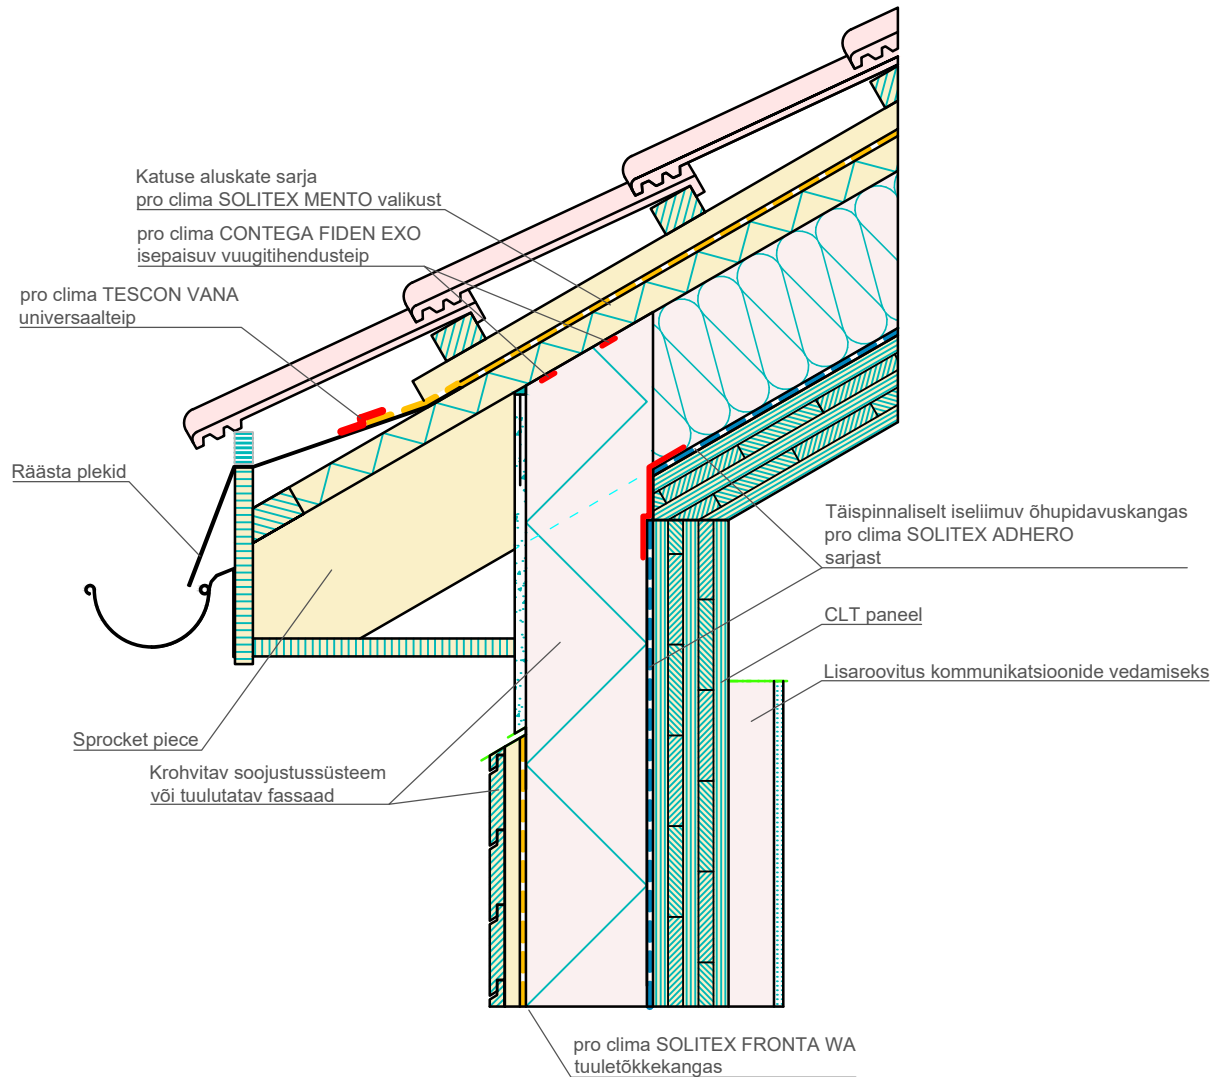 Katuse aluskate sarja
pro clima SOLITEX MENTO valikust
pro clima CONTEGA FIDEN EXO
isepaisuv vuugitihendusteip
pro clima TESCON VANA
universaalteip
Räästa plekid
Täispinnaliselt iseliimuv õhupidavuskangas
pro clima SOLITEX ADHERO
sarjast
CLT paneel
Lisaroovitus kommunikatsioonide vedamiseks
Sprocket piece
Krohvitav soojustussüsteem
või tuulutatav fassaad
pro clima SOLITEX FRONTA WA
tuuletõkkekangas